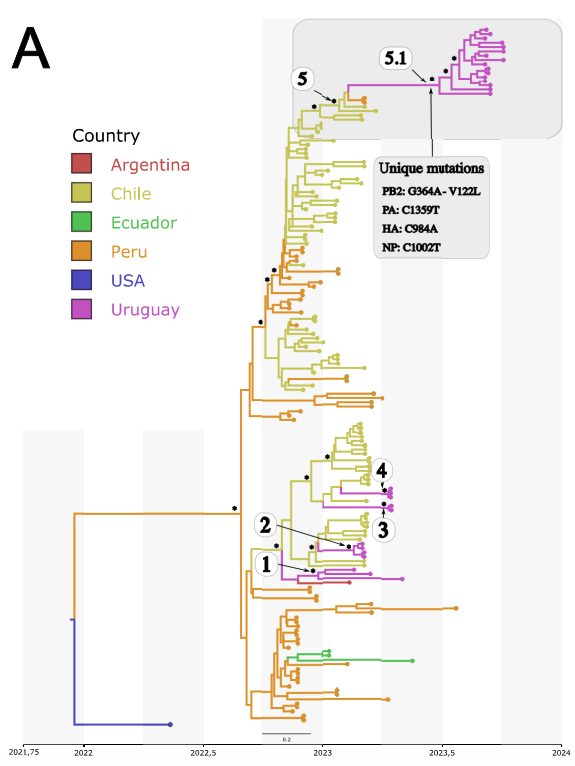 A
5.1
5
Country
Argentina
Chile
Ecuador
Peru
USA
Uruguay
Unique mutations
PB2: G364A- V122L
PA: C1359T
HA: C984A
NP: C1002T
4
3
2
1
0.2
2021,75 2022 2022,5 2023 2023,5 2024